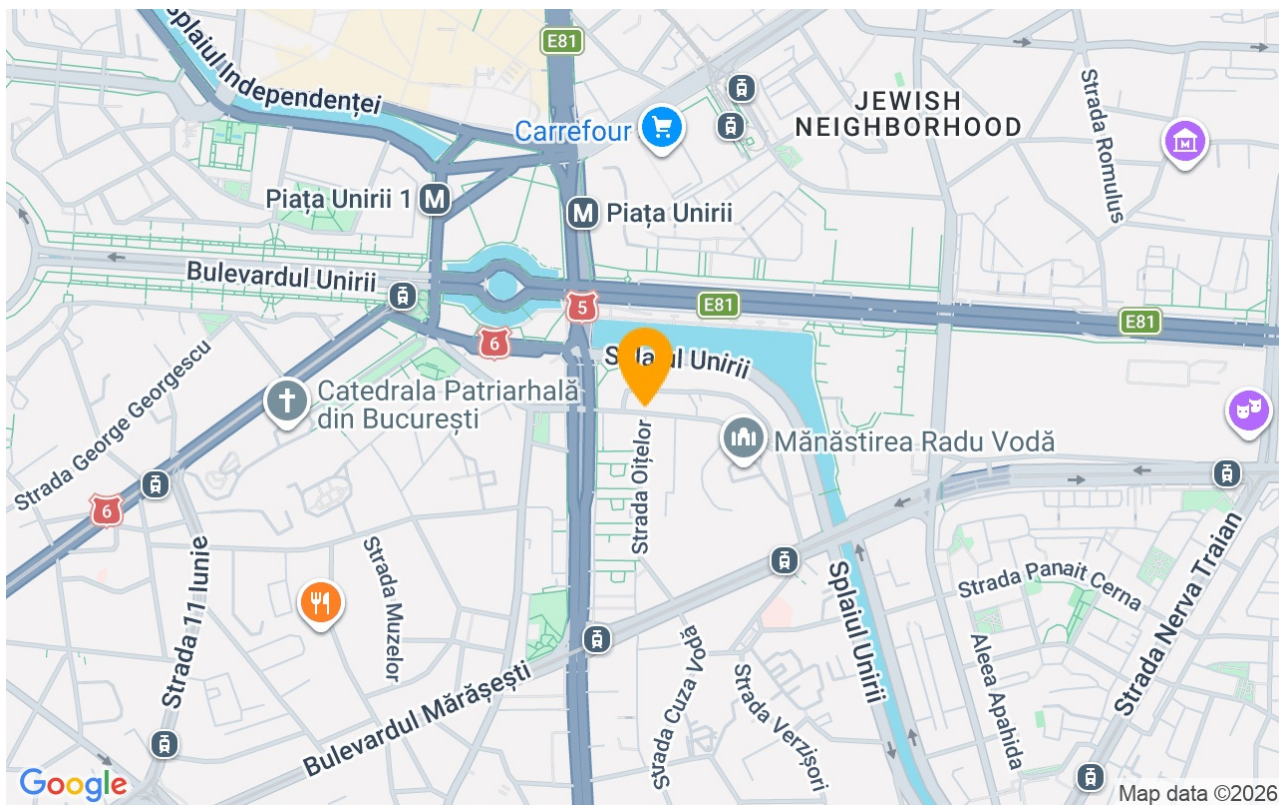 Splaiul Independenței
E81
JEWISH
NEIGHBORHOOD
Carrefour
Strada Romulus
M
Piața Unirii 1
M
M
Piața Unirii
Bulevardul Unirii
E81
E81
5
6
Splaiul Unirii
Strada George Georgescu
Catedrala Patriarhală
din București
Strada Oițelor
Mănăstirea Radu Vodă
6
Strada 11 Iunie
Strada Muzelor
Bulevardul Mărășești
Strada Cuza Vodă
Strada Verzișori
Splaiul Unirii
Strada Panait Cerna
Aleea Apahida
Strada Nerva Traian
Google
Map data ©2026